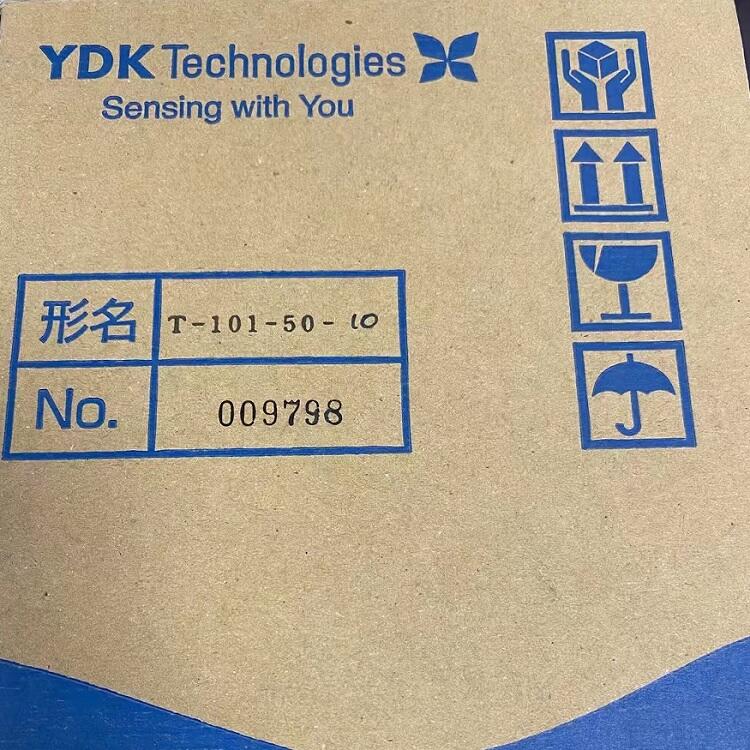 YDK Technologies
Sensing with You
形名 T-101-50-10
No. 009798